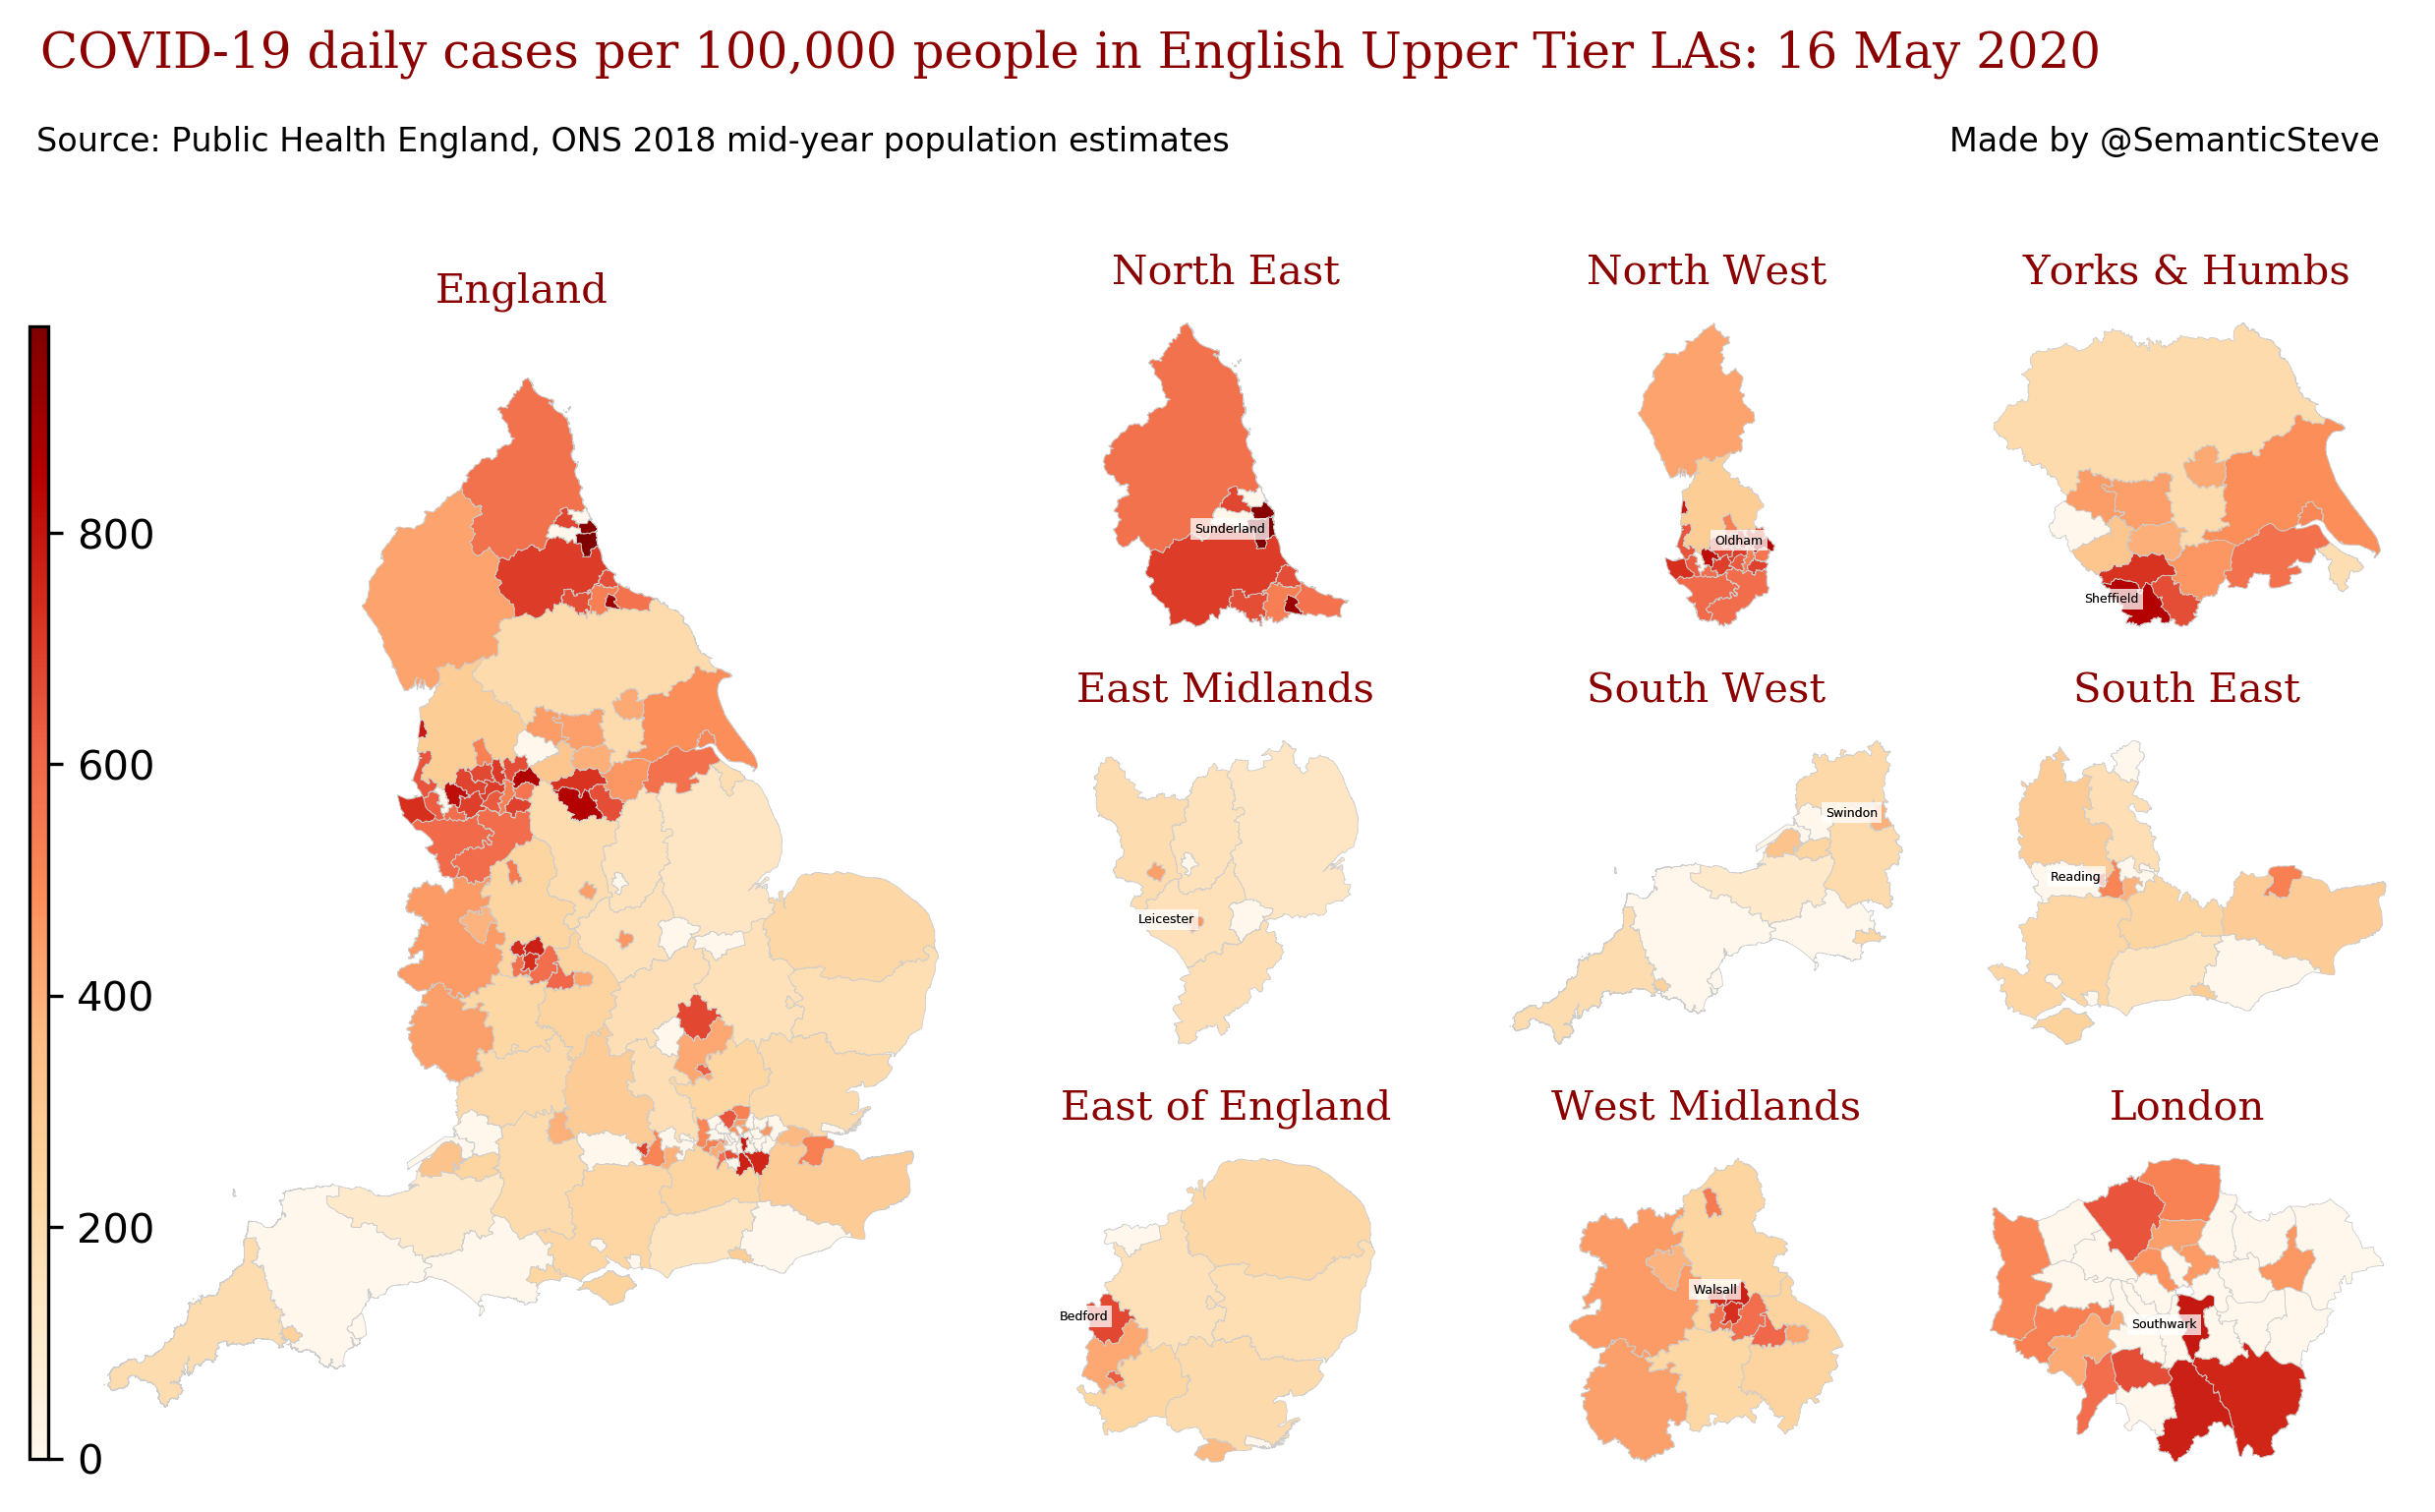 COVID-19 daily cases per 100,000 people in English Upper Tier LAs: 16 May 2020
Source: Public Health England, ONS 2018 mid-year population estimates
Made by @SemanticSteve
England
North East
North West
Yorks & Humbs
800
600
400
200
0
Sunderland
Oldham
Sheffield
East Midlands
South West
South East
Leicester
Swindon
Reading
East of England
West Midlands
London
Bedford
Walsall
Southwark